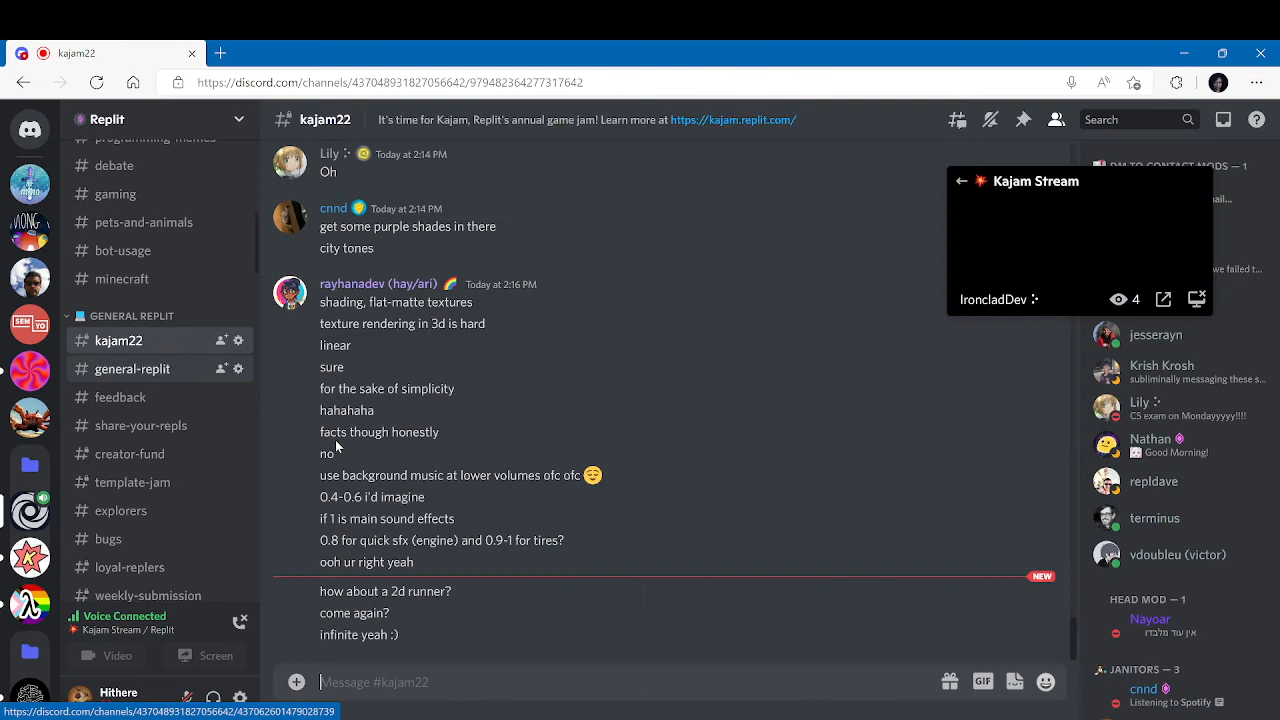 kajam22
https://discord.com/channels/437048931827056642/979482364277317642
Replit
kajam22
It's time for Kajam, Replit's annual game jam! Learn more at https://kajam.replit.com/
Search
programming-memes
debate
gaming
pets-and-animals
bot-usage
minecraft
GENERAL REPLIT
kajam22
general-replit
feedback
share-your-repls
creator-fund
template-jam
explorers
bugs
loyal-replers
weekly-submission
Voice Connected
Kajam Stream / Replit
Video
Screen
Hithere
Lily Today at 2:14 PM
Oh
cnnd Today at 2:14 PM
get some purple shades in there
city tones
rayhanadev (hay/ari) Today at 2:16 PM
shading, flat-matte textures
texture rendering in 3d is hard
linear
sure
for the sake of simplicity
hahahaha
facts though honestly
no
use background music at lower volumes ofc ofc
0.4-0.6 i'd imagine
if 1 is main sound effects
0.8 for quick sfx (engine) and 0.9-1 for tires?
ooh ur right yeah
NEW
how about a 2d runner?
come again?
infinite yeah :)
Message #kajam22
GIF
DM TO CONTACT MODS — 1
Kajam Stream
IroncladDev
4
jesserayn
Krish Krosh
subliminally messaging these s...
Lily
CS exam on Mondayyyyy!!!!
Nathan
Good Morning!
repldave
terminus
vdoubleu (victor)
HEAD MOD — 1
Nayoar
אין עוד מלבדו
JANITORS — 3
cnnd
Listening to Spotify
https://discord.com/channels/437048931827056642/437062601479028739